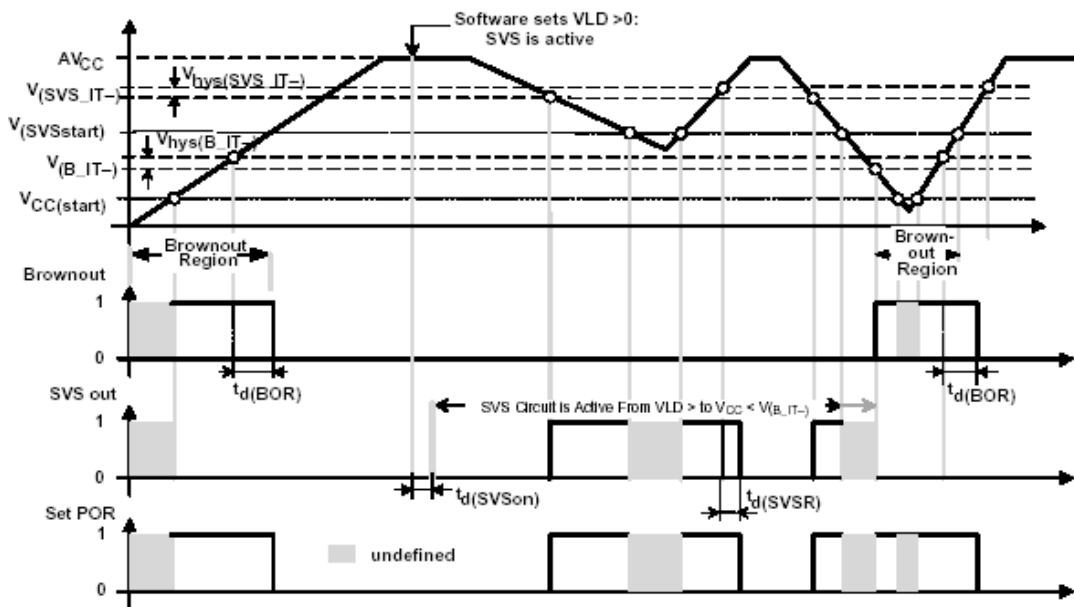 Software sets VLD >0:
SVS is active
AVCC
Vhys(SVS_IT–)
V(SVS_IT–)
V(SVSstart)
Vhys(B_IT–)
V(B_IT–)
VCC(start)
Brownout
Region
Brown-
out
Region
Brownout
1
0
td(BOR)
td(BOR)
SVS out
SVS Circuit is Active From VLD > to VCC < V(B_IT–)
1
0
td(SVSon)
td(SVSR)
Set POR
1
undefined
0